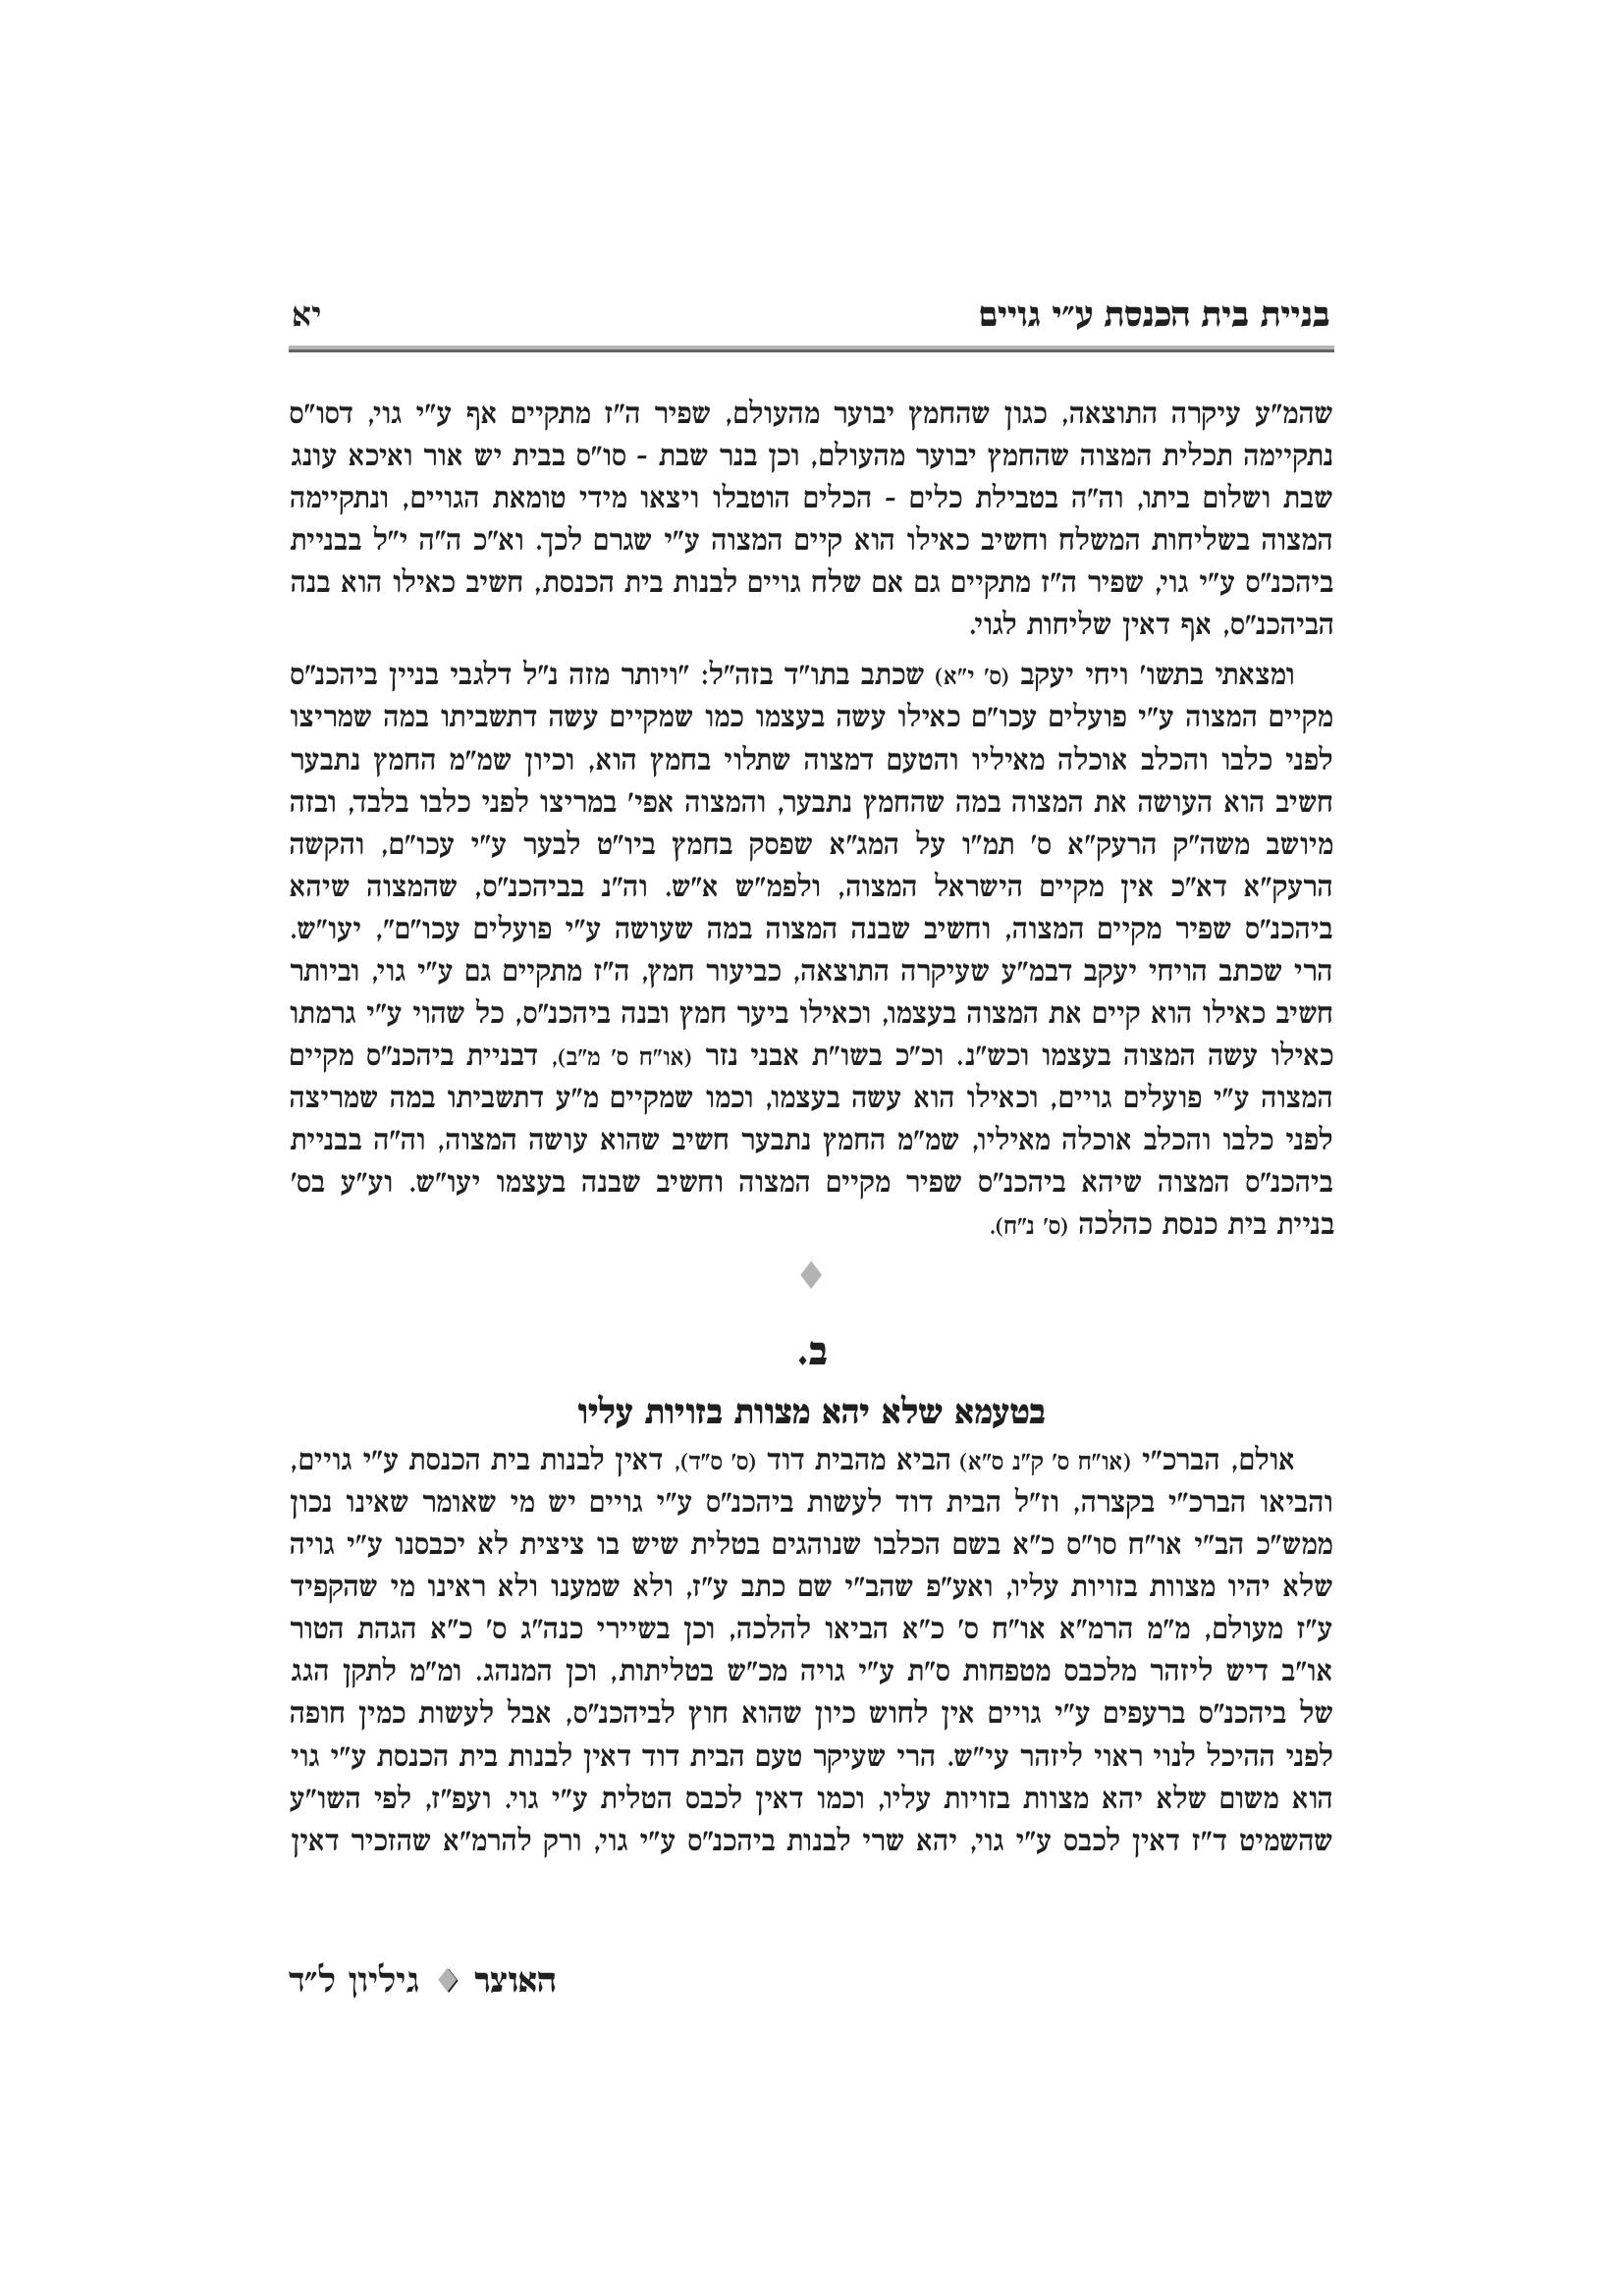 בניית בית הכנסת ע״י גויים יא
שהמ״ע עיקרה התוצאה, כגון שהחמץ יבוער מהעולם, שפיר ה״ז מתקיים אף ע״י גוי, דסו״ס
נתקיימה תכלית המצוה שהחמץ יבוער מהעולם, וכן בנר שבת - סו״ס בבית יש אור ואיכא עונג
שבת ושלום ביתו, וה״ה בטבילת כלים - הכלים הוטבלו ויצאו מידי טומאת הגויים, ונתקיימה
המצוה בשליחות המשלח וחשיב כאילו הוא קיים המצוה ע״י שגרם לכך. וא״כ ה״ה י״ל בבניית
ביהכנ״ס ע״י גוי, שפיר ה״ז מתקיים גם אם שלח גויים לבנות בית הכנסת, חשיב כאילו הוא בנה
הביהכנ״ס, אף דאין שליחות לגוי.
ומצאתי בתשו׳ ויחי יעקב (ס׳ י״א) שכתב בתו״ד בזה״ל: ״ויותר מזה נ״ל דלגבי בניין ביהכנ״ס
מקיים המצוה ע״י פועלים עכו״ם כאילו עשה בעצמו כמו שמקיים עשה דתשביתו במה שמריצו
לפני כלבו והכלב אוכלה מאיליו והטעם דמצוה שתלוי בחמץ הוא, וכיון שמ״מ החמץ נתבער
חשיב הוא העושה את המצוה במה שהחמץ נתבער, והמצוה אפי׳ במריצו לפני כלבו בלבד, ובזה
מיושב משה״ק הרעק״א ס׳ תמ״ו על המג״א שפסק בחמץ ביו״ט לבער ע״י עכו״ם, והקשה
הרעק״א דא״כ אין מקיים הישראל המצוה, ולפמ״ש א״ש. וה״נ בביהכנ״ס, שהמצוה שיהא
ביהכנ״ס שפיר מקיים המצוה, וחשיב שבנה המצוה במה שעושה ע״י פועלים עכו״ם״, יעו״ש.
הרי שכתב הויחי יעקב דבמ״ע שעיקרה התוצאה, כביעור חמץ, ה״ז מתקיים גם ע״י גוי, וביותר
חשיב כאילו הוא קיים את המצוה בעצמו, וכאילו ביער חמץ ובנה ביהכנ״ס, כל שהוי ע״י גרמתו
כאילו עשה המצוה בעצמו וכש״נ. וכ״כ בשו״ת אבני נזר (או״ח ס׳ מ״ב), דבניית ביהכנ״ס מקיים
המצוה ע״י פועלים גויים, וכאילו הוא עשה בעצמו, וכמו שמקיים מ״ע דתשביתו במה שמריצה
לפני כלבו והכלב אוכלה מאיליו, שמ״מ החמץ נתבער חשיב שהוא עושה המצוה, וה״ה בבניית
ביהכנ״ס המצוה שיהא ביהכנ״ס שפיר מקיים המצוה וחשיב שבנה בעצמו יעו״ש. וע״ע בס׳
בניית בית כנסת כהלכה (ס׳ נ״ח).
ב.
בטעמא שלא יהא מצוות בזויות עליו
אולם, הברכ״י (או״ח ס׳ ק״נ ס״א) הביא מהבית דוד (ס׳ ס״ד), דאין לבנות בית הכנסת ע״י גויים,
והביאו הברכ״י בקצרה, וז״ל הבית דוד לעשות ביהכנ״ס ע״י גויים יש מי שאומר שאינו נכון
ממש״כ הב״י או״ח סו״ס כ״א בשם הכלבו שנוהגים בטלית שיש בו ציצית לא יכבסנו ע״י גויה
שלא יהיו מצוות בזויות עליו, ואע״פ שהב״י שם כתב ע״ז, ולא שמענו ולא ראינו מי שהקפיד
ע״ז מעולם, מ״מ הרמ״א או״ח ס׳ כ״א הביאו להלכה, וכן בשיירי כנה״ג ס׳ כ״א הגהת הטור
או״ב דיש ליזהר מלכבס מטפחות ס״ת ע״י גויה מכ״ש בטליתות, וכן המנהג. ומ״מ לתקן הגג
של ביהכנ״ס ברעפים ע״י גויים אין לחוש כיון שהוא חוץ לביהכנ״ס, אבל לעשות כמין חופה
לפני ההיכל לנוי ראוי ליזהר עי״ש. הרי שעיקר טעם הבית דוד דאין לבנות בית הכנסת ע״י גוי
הוא משום שלא יהא מצוות בזויות עליו, וכמו דאין לכבס הטלית ע״י גוי. ועפ״ז, לפי השו״ע
שהשמיט ד״ז דאין לכבס ע״י גוי, יהא שרי לבנות ביהכנ״ס ע״י גוי, ורק להרמ״א שהזכיר דאין
האוצר ♦ גיליון ל״ד